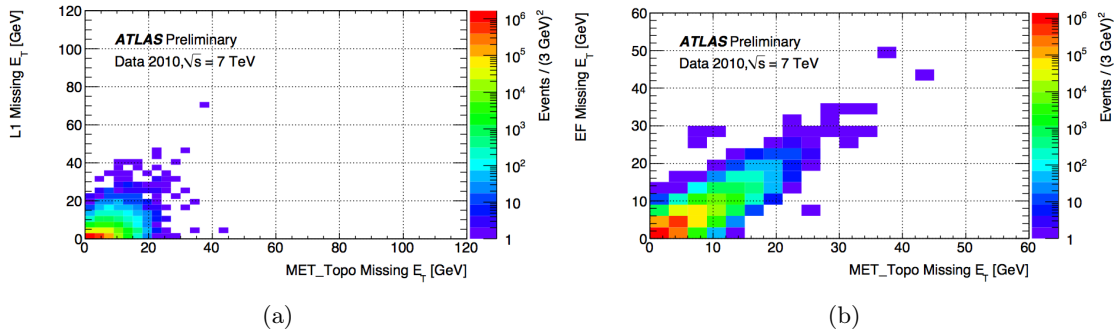 L1 Missing E_T [GeV]
120
100
80
60
40
20
0
ATLAS Preliminary
Data 2010,√s = 7 TeV
0 20 40 60 80 100 120
MET_Topo Missing E_T [GeV]
10^6
10^5
10^4
10^3
10^2
10
1
Events / (3 GeV)^2
(a)
EF Missing E_T [GeV]
60
50
40
30
20
10
0
ATLAS Preliminary
Data 2010,√s = 7 TeV
0 10 20 30 40 50 60
MET_Topo Missing E_T [GeV]
10^6
10^5
10^4
10^3
10^2
10
1
Events / (3 GeV)^2
(b)